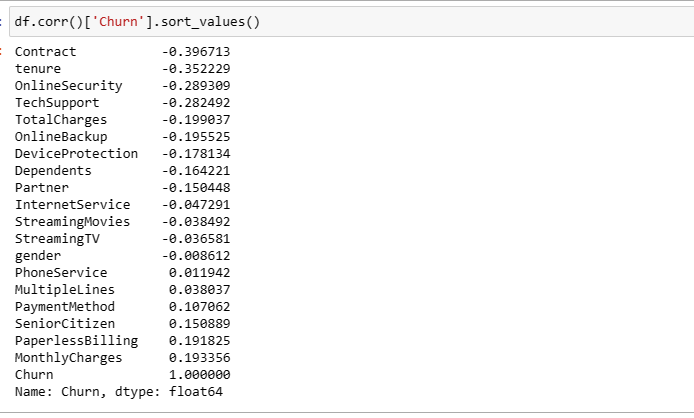 df.corr()['Churn'].sort_values()
Contract -0.396713
tenure -0.352229
OnlineSecurity -0.289309
TechSupport -0.282492
TotalCharges -0.199037
OnlineBackup -0.195525
DeviceProtection -0.178134
Dependents -0.164221
Partner -0.150448
InternetService -0.047291
StreamingMovies -0.038492
StreamingTV -0.036581
gender -0.008612
PhoneService 0.011942
MultipleLines 0.038037
PaymentMethod 0.107062
SeniorCitizen 0.150889
PaperlessBilling 0.191825
MonthlyCharges 0.193356
Churn 1.000000
Name: Churn, dtype: float64